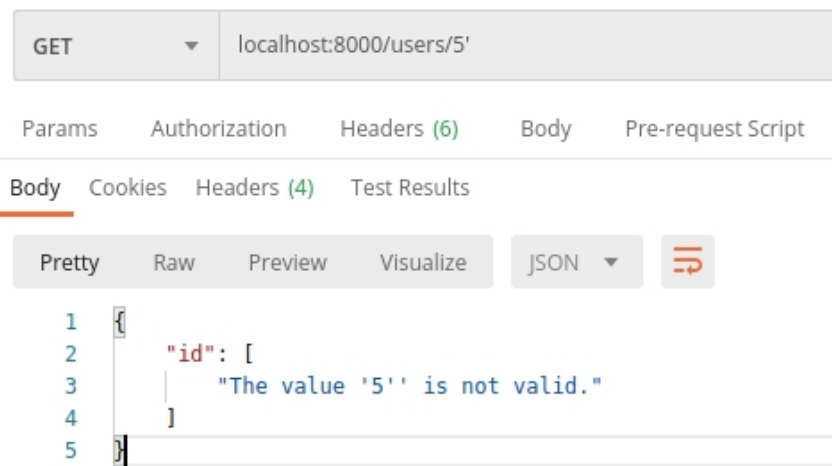 GET localhost:8000/users/5'
Params Authorization Headers (6) Body Pre-request Script
Body Cookies Headers (4) Test Results
Pretty Raw Preview Visualize JSON
1 {
2 "id": [
3 "The value '5'' is not valid."
4 ]
5 }